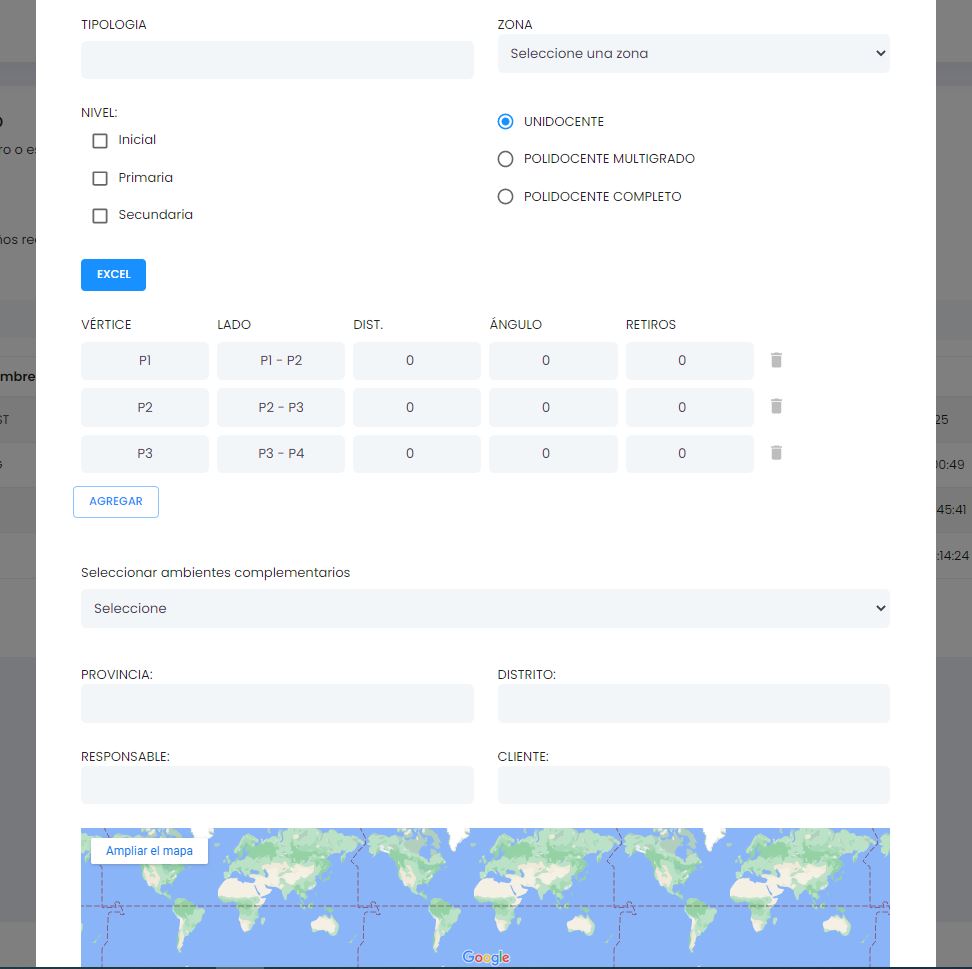 TIPOLOGIA
ZONA
Seleccione una zona
NIVEL:
Inicial
Primaria
Secundaria
UNIDOCENTE
POLIDOCENTE MULTIGRADO
POLIDOCENTE COMPLETO
EXCEL
VÉRTICE LADO DIST. ÁNGULO RETIROS
P1 P1 - P2 0 0 0
P2 P2 - P3 0 0 0
P3 P3 - P4 0 0 0
AGREGAR
Seleccionar ambientes complementarios
Seleccione
PROVINCIA:
DISTRITO:
RESPONSABLE:
CLIENTE:
Ampliar el mapa
Google
ro o es
ños re
mbre
ST
25
00:49
45:41
:14:24